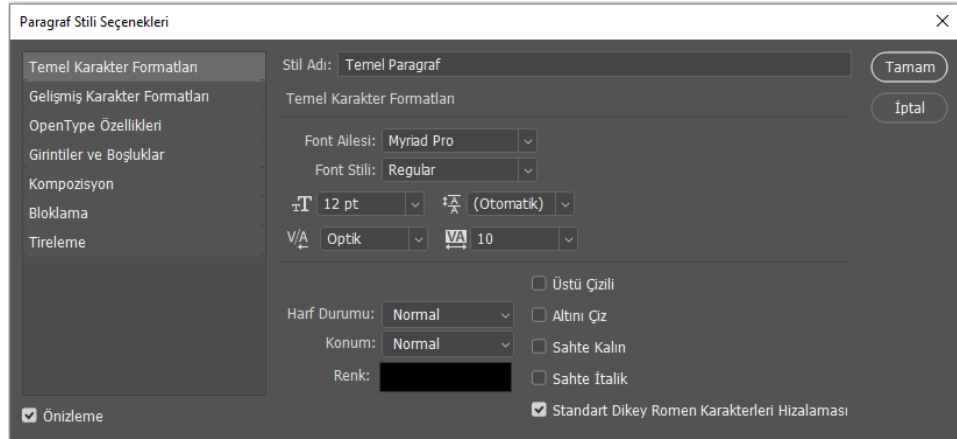 Paragraf Stili Seçenekleri
Temel Karakter Formatları
Gelişmiş Karakter Formatları
OpenType Özellikleri
Girintiler ve Boşluklar
Kompozisyon
Bloklama
Tireleme
Önizleme
Stil Adı: Temel Paragraf
Temel Karakter Formatları
Font Ailesi: Myriad Pro
Font Stili: Regular
12 pt (Otomatik)
Optik 10
Üstü Çizili
Harf Durumu: Normal Altını Çiz
Konum: Normal Sahte Kalın
Renk: Sahte İtalik
Standart Dikey Romen Karakterleri Hizalaması
Tamam
İptal